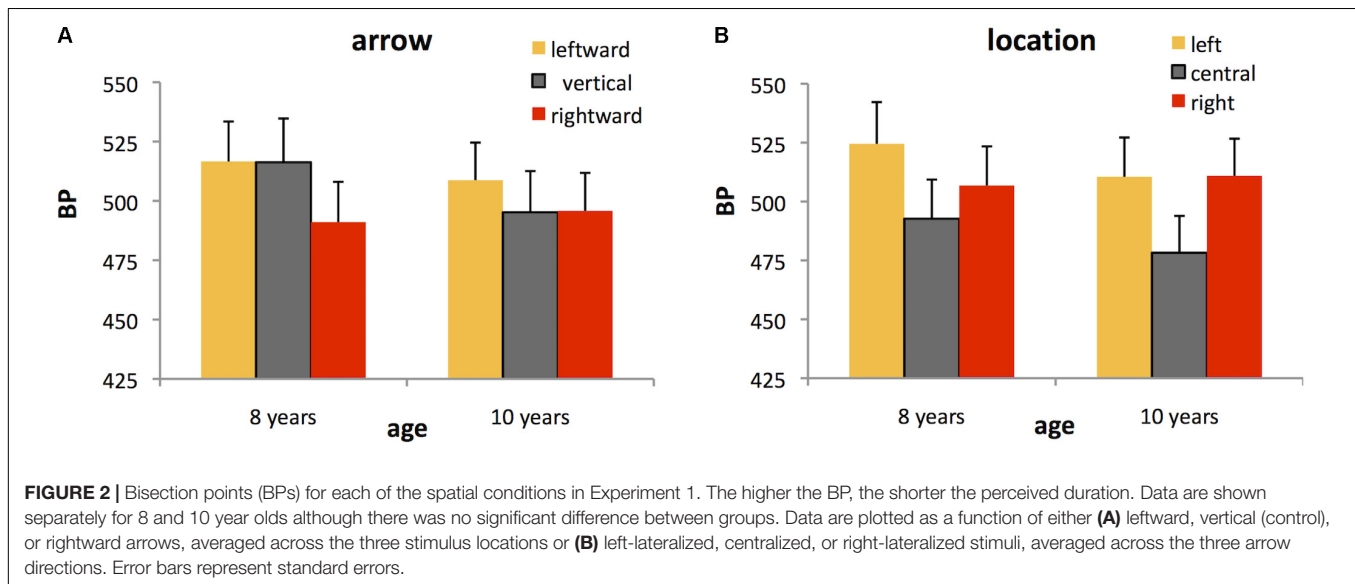 A
arrow
leftward
vertical
rightward
550
525
500
475
450
425
BP
8 years
10 years
age
B
location
left
central
right
550
525
500
475
450
425
BP
8 years
10 years
age
FIGURE 2 | Bisection points (BPs) for each of the spatial conditions in Experiment 1. The higher the BP, the shorter the perceived duration. Data are shown
separately for 8 and 10 year olds although there was no significant difference between groups. Data are plotted as a function of either (A) leftward, vertical (control),
or rightward arrows, averaged across the three stimulus locations or (B) left-lateralized, centralized, or right-lateralized stimuli, averaged across the three arrow
directions. Error bars represent standard errors.